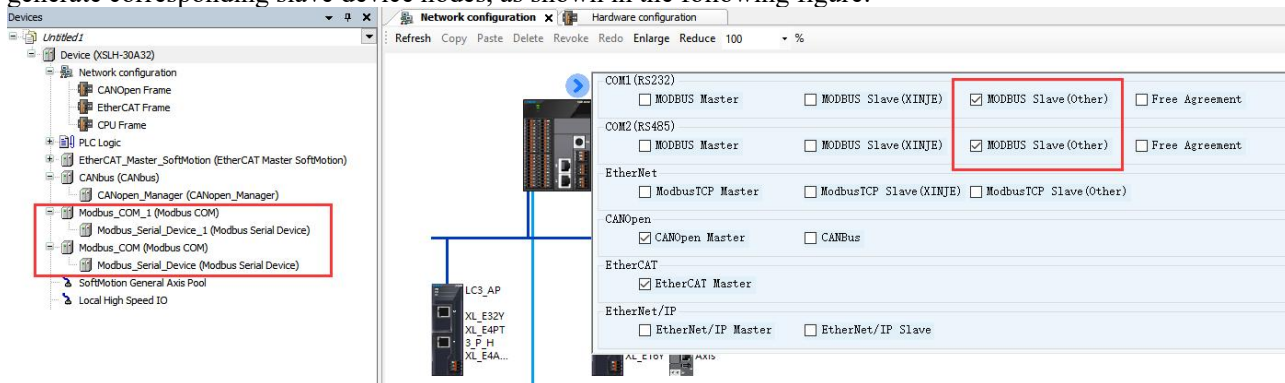 generate corresponding slave device nodes, as shown in the following figure.
Devices
Untitled1
Device (XSLH-30A32)
Network configuration
CANOpen Frame
EtherCAT Frame
CPU Frame
PLC Logic
EtherCAT_Master_SoftMotion (EtherCAT Master SoftMotion)
CANbus (CANbus)
CANopen_Manager (CANopen_Manager)
Modbus_COM_1 (Modbus COM)
Modbus_Serial_Device_1 (Modbus Serial Device)
Modbus_COM (Modbus COM)
Modbus_Serial_Device (Modbus Serial Device)
SoftMotion General Axis Pool
Local High Speed IO
Network configuration Hardware configuration
Refresh Copy Paste Delete Revoke Redo Enlarge Reduce 100 %
COM1(RS232)
MODBUS Master MODBUS Slave(XINJE) MODBUS Slave(Other) Free Agreement
COM2(RS485)
MODBUS Master MODBUS Slave(XINJE) MODBUS Slave(Other) Free Agreement
EtherNet
ModbusTCP Master ModbusTCP Slave(XINJE) ModbusTCP Slave(Other)
CANOpen
CANOpen Master CANBus
EtherCAT
EtherCAT Master
EtherNet/IP
EtherNet/IP Master EtherNet/IP Slave
LC3_AP
XL_E32Y
XL_E4PT
3_P_H
XL_E4A...
XL_E16Y Axis